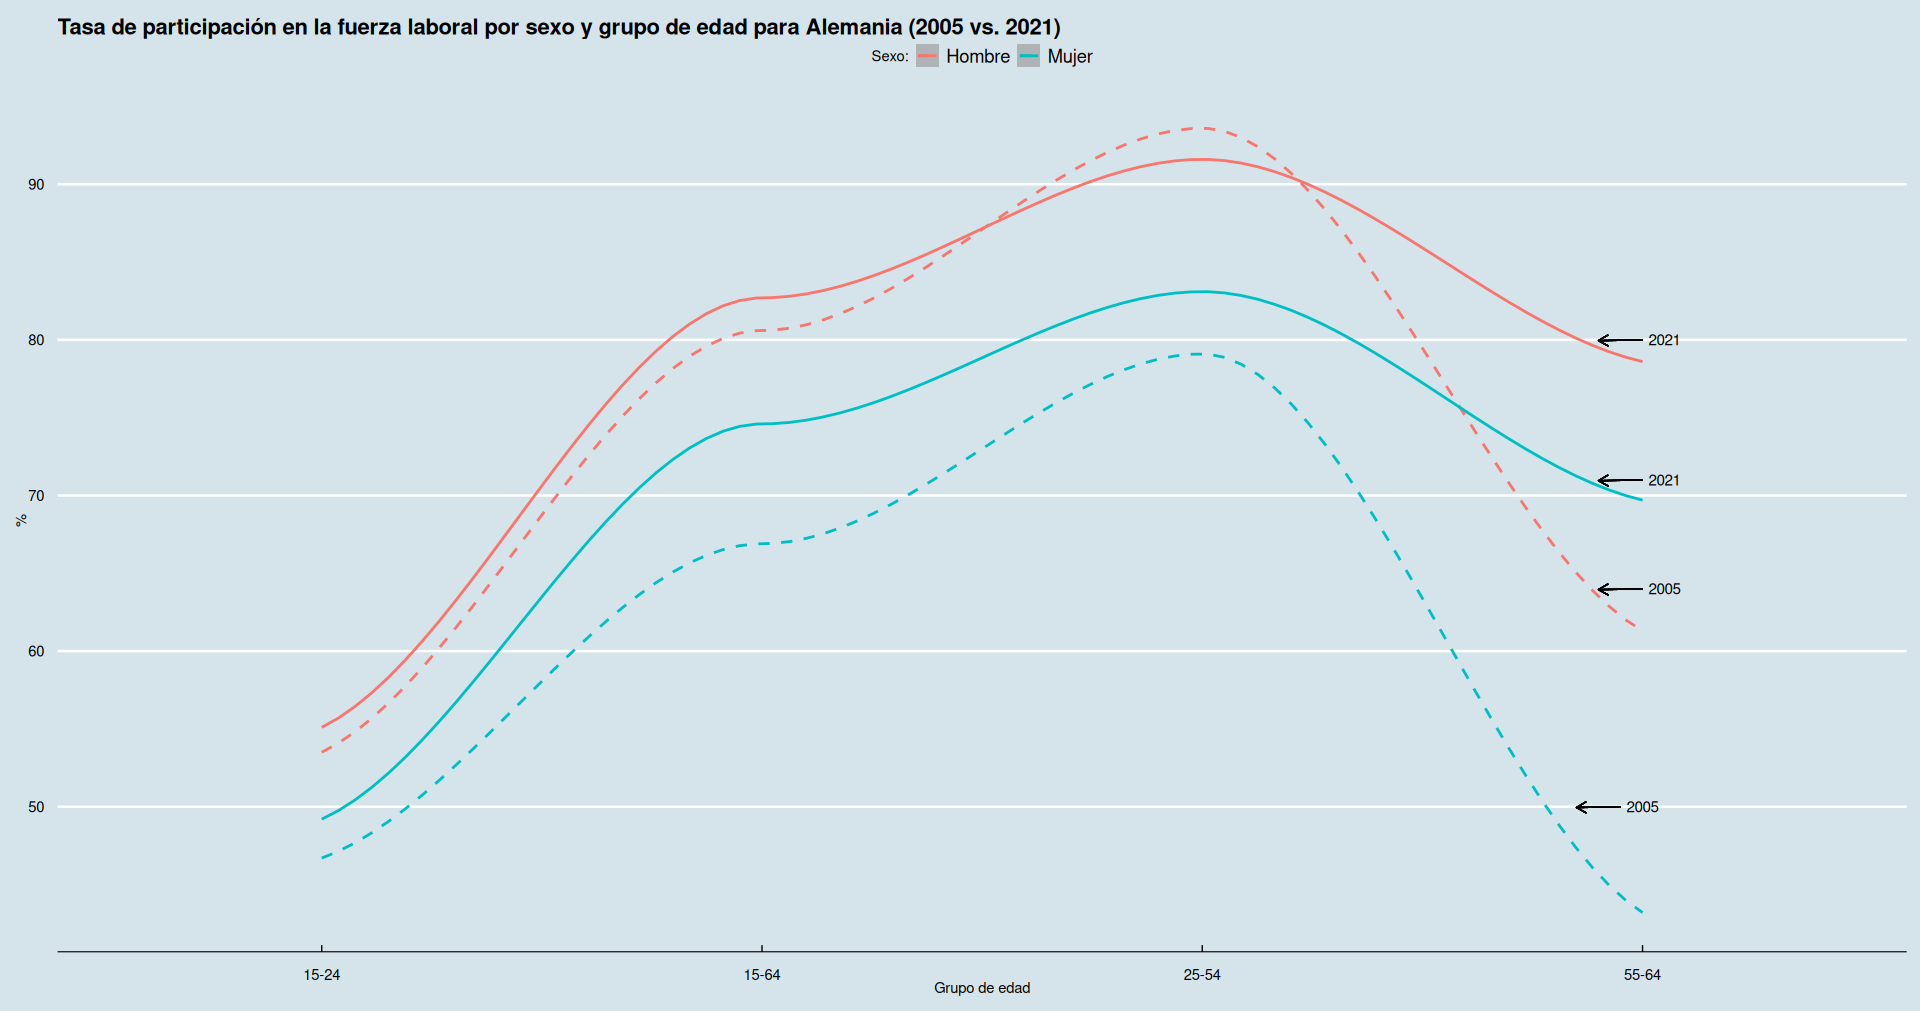 Tasa de participación en la fuerza laboral por sexo y grupo de edad para Alemania (2005 vs. 2021)
Sexo: Hombre Mujer
90
80
70
60
50
%
2021
2021
2005
2005
15-24 15-64 25-54 55-64
Grupo de edad